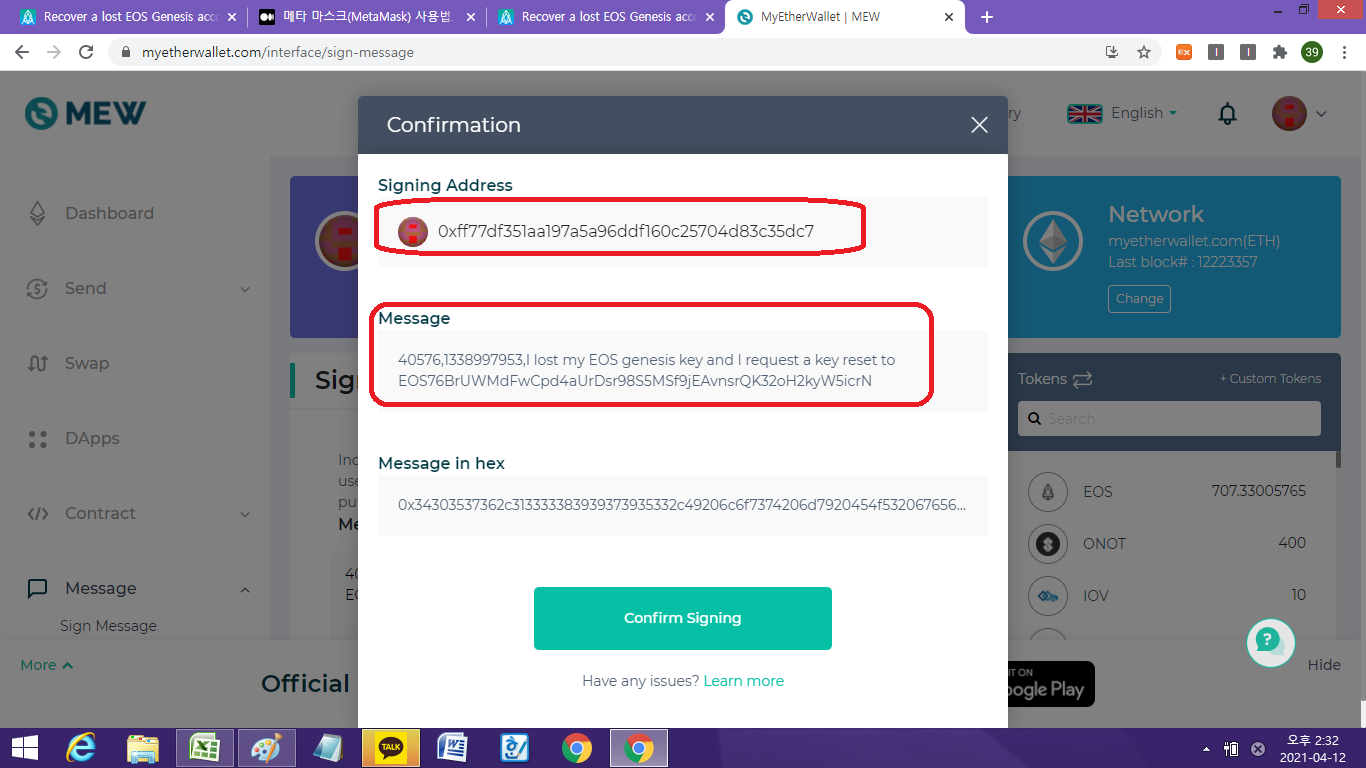 Recover a lost EOS Genesis acco
메타 마스크(MetaMask) 사용법.
Recover a lost EOS Genesis acco
MyEtherWallet | MEW
myetherwallet.com/interface/sign-message
39
MEW
ry
English
Confirmation
Signing Address
0xff77df351aa197a5a96ddf160c25704d83c35dc7
Message
40576,1338997953,I lost my EOS genesis key and I request a key reset to
EOS76BrUWMdFwCpd4aUrDsr98S5MSf9jEAvnsrQK32oH2kyW5icrN
Message in hex
0x34303537362c313333383939373935332c49206c6f7374206d7920454f532067656...
Confirm Signing
Have any issues? Learn more
Dashboard
Send
Swap
DApps
Contract
Message
Sign Message
More
Sig
Inc
use
pu
Me
40
EO
Official
Network
myetherwallet.com(ETH)
Last block# : 12223357
Change
Tokens
+ Custom Tokens
Search
EOS
707.33005765
ONOT
400
IOV
10
IT ON
oogle Play
Hide
TALK
오후 2:32
2021-04-12